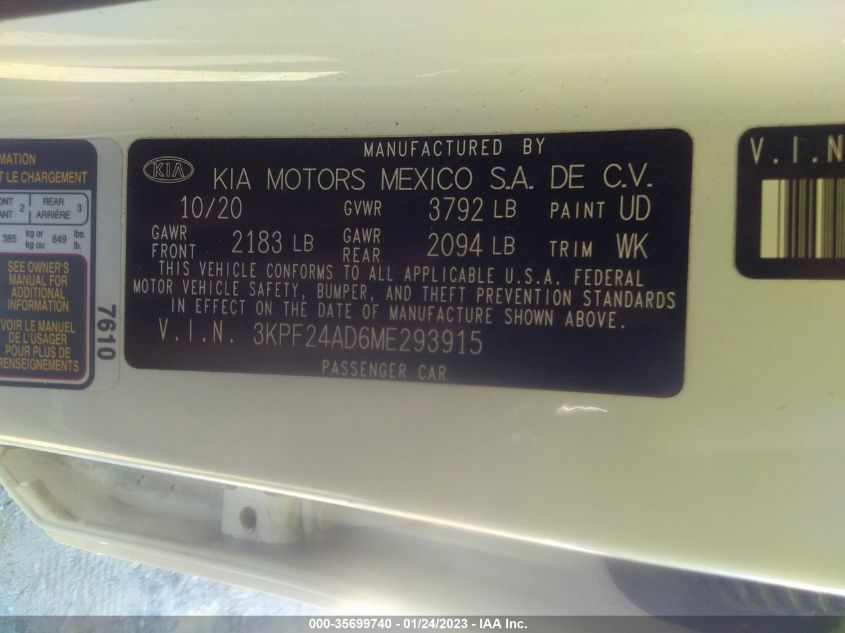 MATION
T LE CHARGEMENT
2 REAR ARRIÈRE 3
385 kg or kg ou 849 lbs. lb.
SEE OWNER'S
MANUAL FOR
ADDITIONAL
INFORMATION
VOIR LE MANUEL
DE L'USAGER
POUR PLUS DE
RENSEIGNEMENTS
7610
MANUFACTURED BY
KIA KIA MOTORS MEXICO S.A. DE C.V.
10/20 GVWR 3792 LB PAINT UD
GAWR FRONT 2183 LB GAWR REAR 2094 LB TRIM WK
THIS VEHICLE CONFORMS TO ALL APPLICABLE U.S.A. FEDERAL
MOTOR VEHICLE SAFETY, BUMPER, AND THEFT PREVENTION STANDARDS
IN EFFECT ON THE DATE OF MANUFACTURE SHOWN ABOVE.
V.I.N. 3KPF24AD6ME293915
PASSENGER CAR
V.I.N
000-35699740 - 01/24/2023 - IAA Inc.